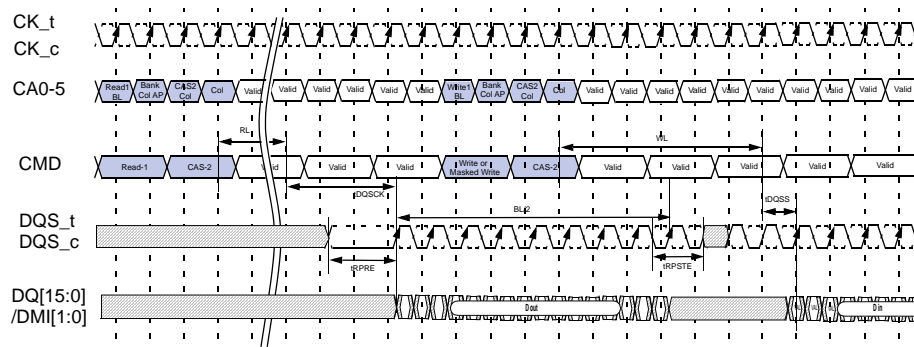 CK_t
CK_c
CA0-5 Read1 BL Bank Col AP CAS2 Col Col Valid Valid Valid Valid Valid Valid Write1 BL Bank Col AP CAS2 Col Col Valid Valid Valid Valid Valid Valid Valid Valid Valid
RL WL
CMD Read-1 CAS-2 Valid Valid Valid Write or Masked Write CAS-2 Valid Valid Valid Valid Valid
tDQSCK BL/2 tDQSS
DQS_t
DQS_c
tRPRE tRPSTE
DQ[15:0]
/DMI[1:0] Dout Din